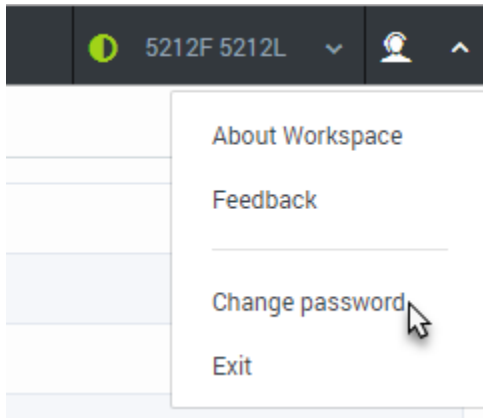 5212F 5212L
About Workspace
Feedback
Change password
Exit